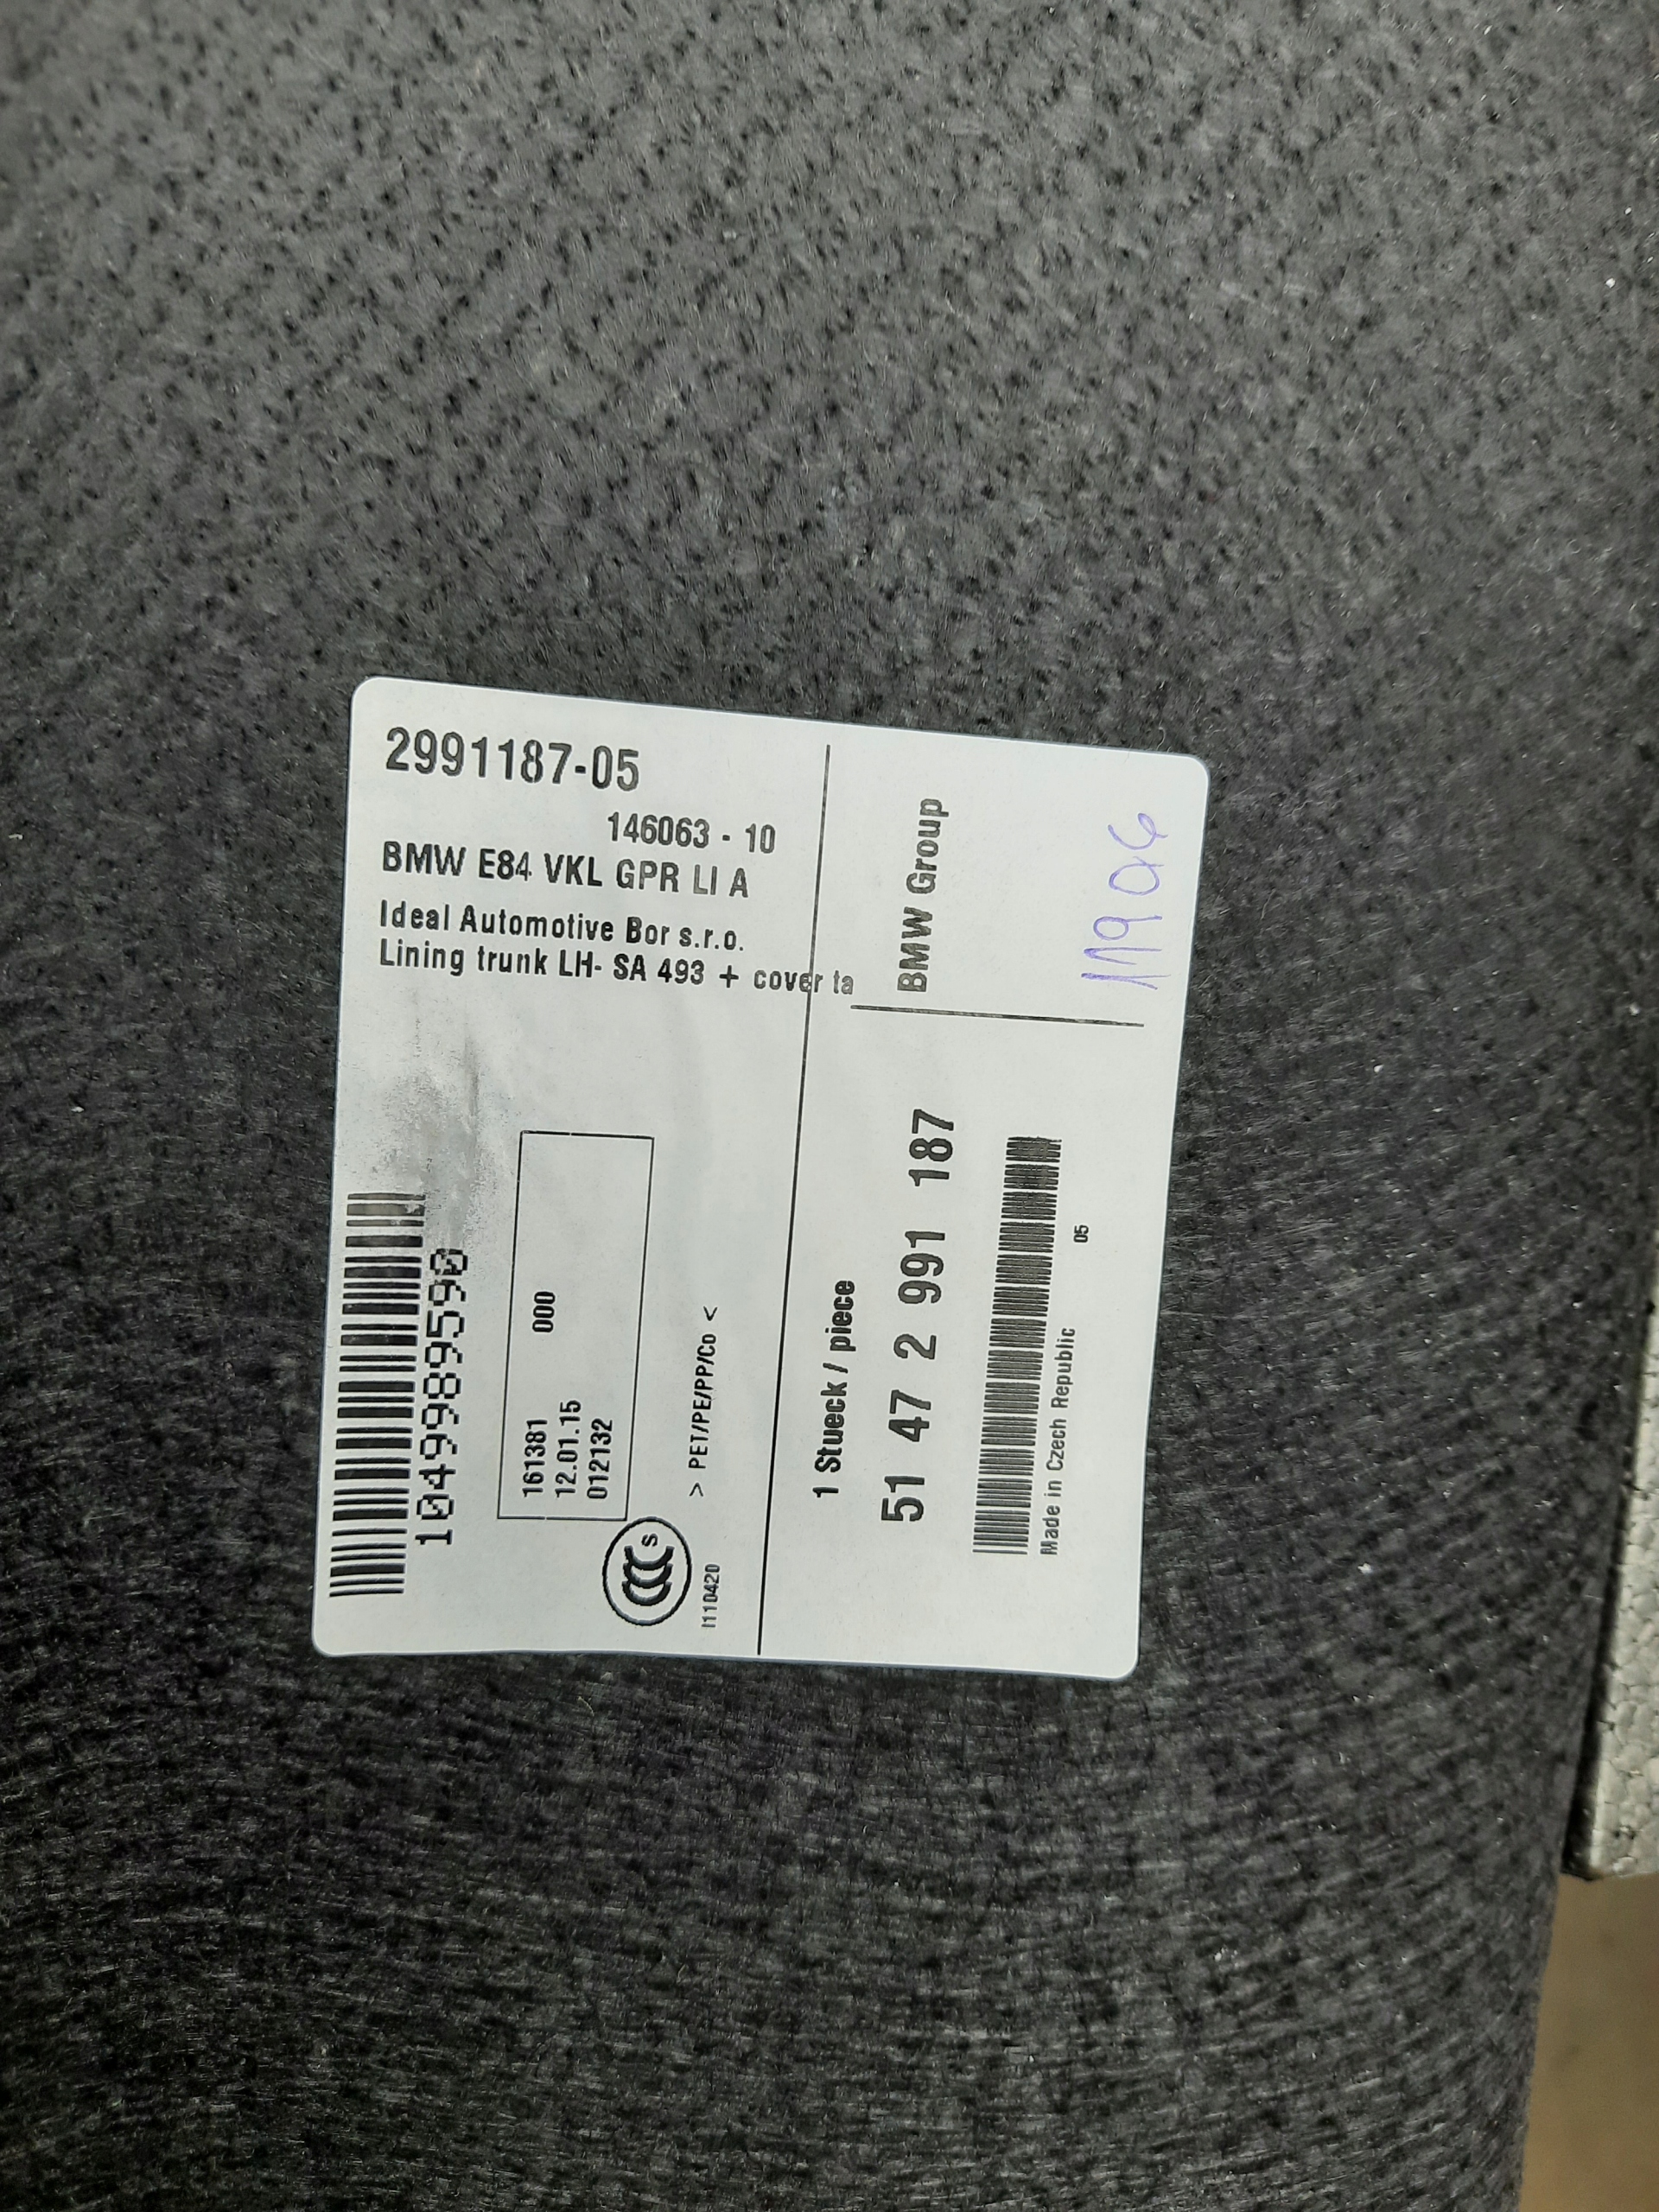 2991187-05
146063 - 10
BMW E84 VKL GPR LI A
Ideal Automotive Bor s.r.o.
Lining trunk LH- SA 493 + cover ta
1049989590
161381 000
12.01.15
012132
CCC S
I110420
> PET/PE/PP/Co <
1 Stueck / piece
51 47 2 991 187
Made in Czech Republic 05
BMW Group